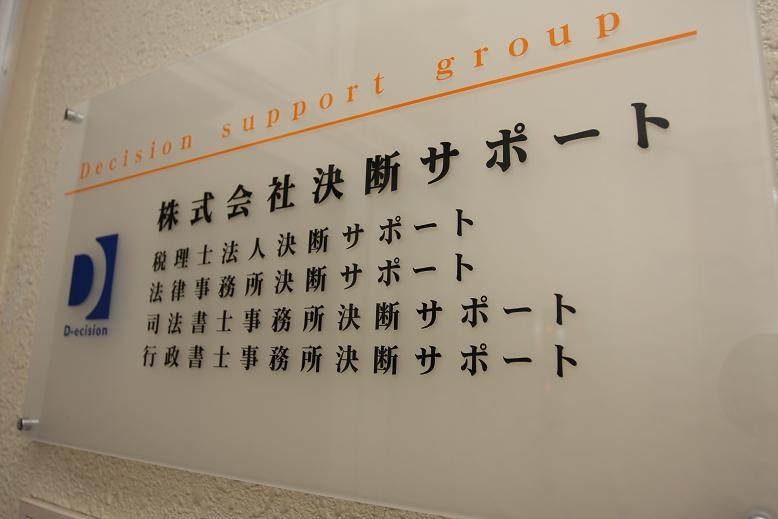 Decision support group
株式会社決断サポート
税理士法人決断サポート
法律事務所決断サポート
司法書士事務所決断サポート
行政書士事務所決断サポート
D-ecision